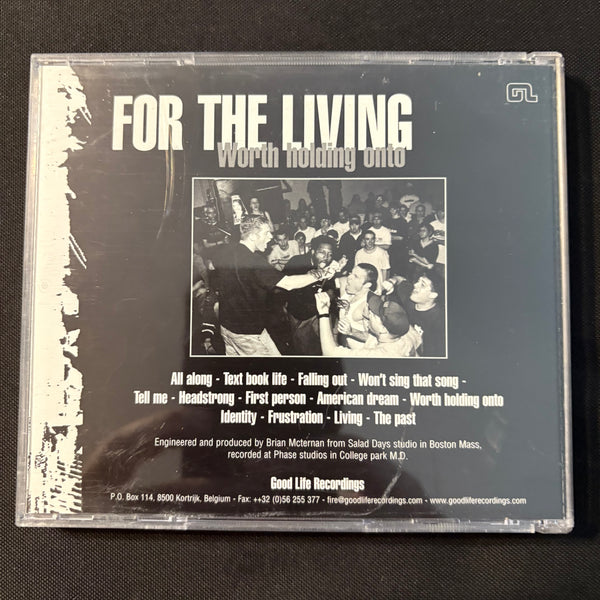 GL
FOR THE LIVING
Worth holding onto
All along - Text book life - Falling out - Won't sing that song -
Tell me - Headstrong - First person - American dream - Worth holding onto
Identity - Frustration - Living - The past
Engineered and produced by Brian Mcternan from Salad Days studio in Boston Mass,
recorded at Phase studios in College park M.D.
Good Life Recordings
P.O. Box 114, 8500 Kortrijk, Belgium - Fax: ++32 (0)56 255 377 - fire@goodliferecordings.com - www.goodliferecordings.com